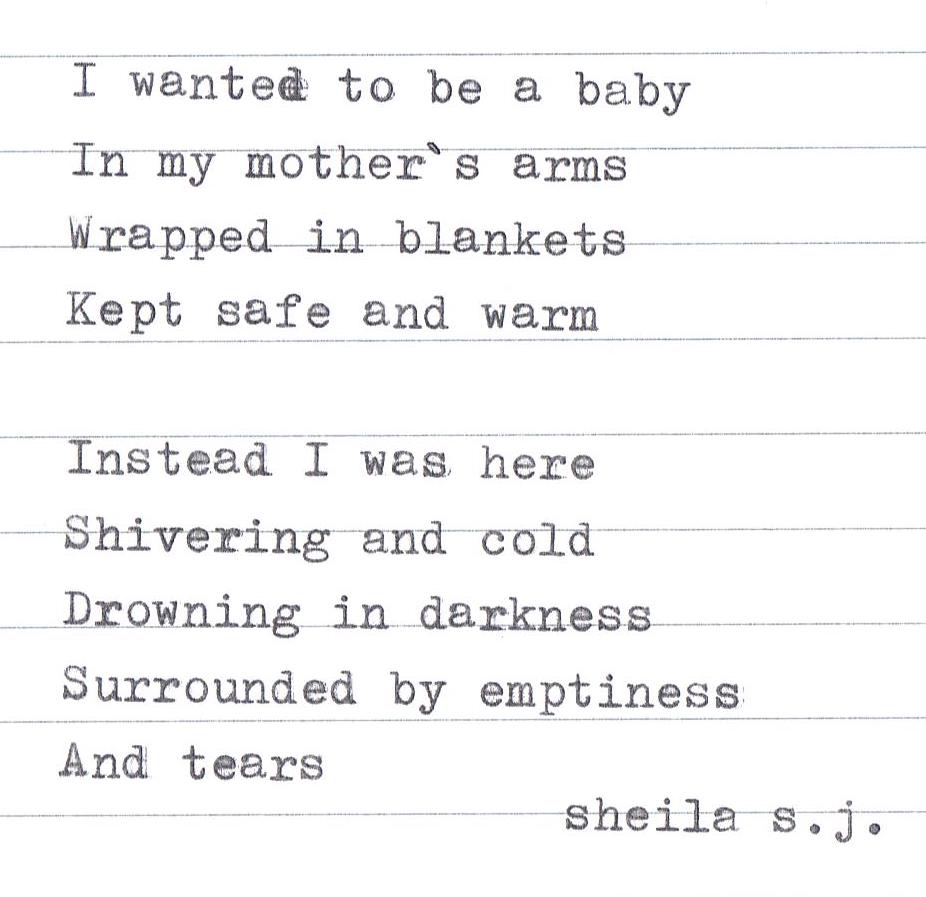 I wanted to be a baby
In my mother`s arms
Wrapped in blankets
Kept safe and warm
Instead I was here
Shivering and cold
Drowning in darkness
Surrounded by emptiness
And tears
sheila s.j.